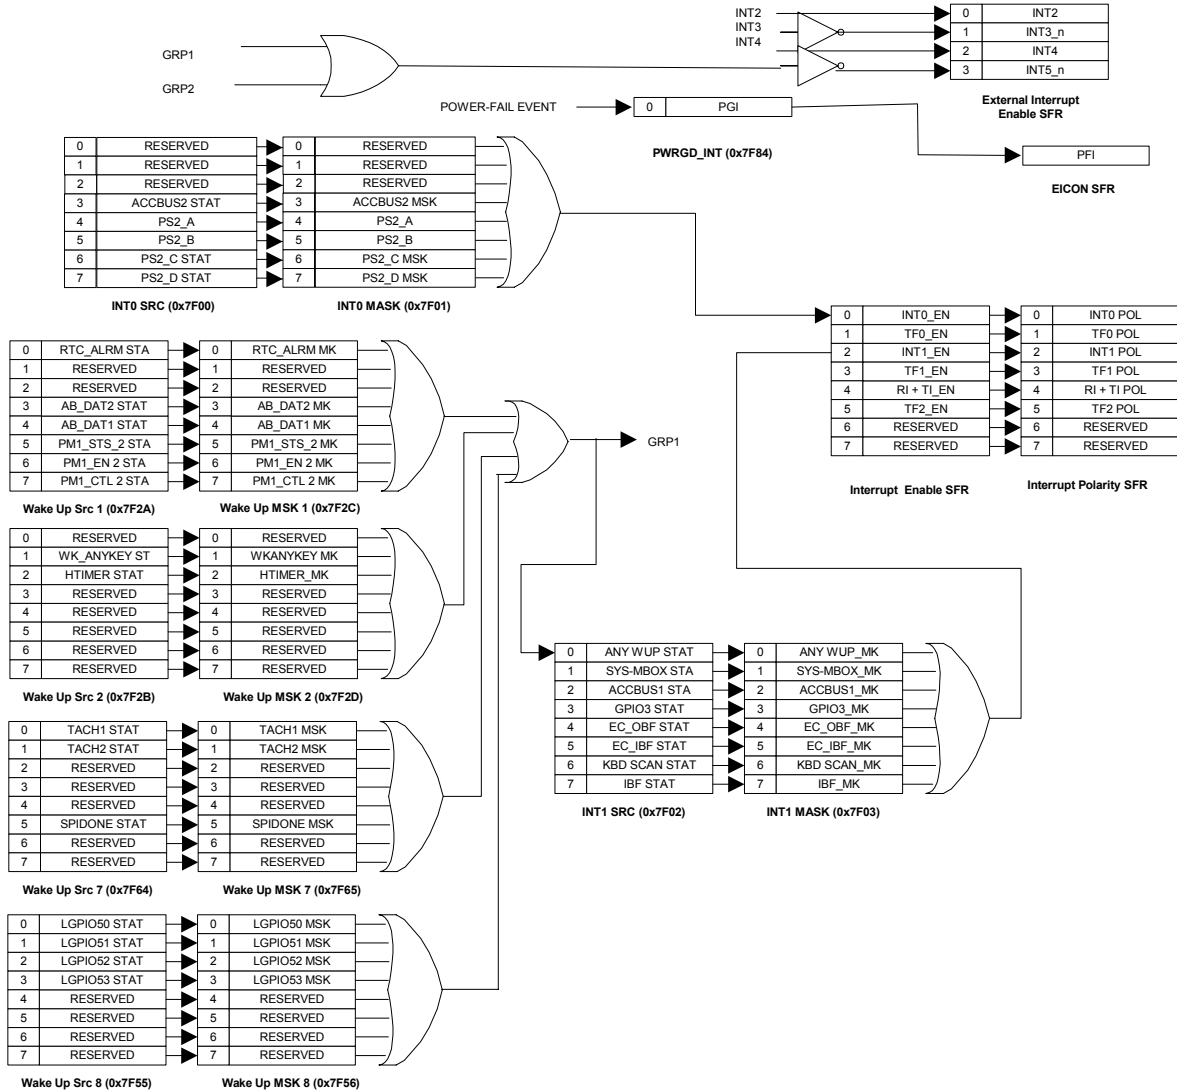 INT2
INT3
INT4
0 INT2
1 INT3_n
2 INT4
3 INT5_n
External Interrupt
Enable SFR
GRP1
GRP2
POWER-FAIL EVENT
0 PGI
PWRGD_INT (0x7F84)
PFI
EICON SFR
0 RESERVED 0 RESERVED
1 RESERVED 1 RESERVED
2 RESERVED 2 RESERVED
3 ACCBUS2 STAT 3 ACCBUS2 MSK
4 PS2_A 4 PS2_A
5 PS2_B 5 PS2_B
6 PS2_C STAT 6 PS2_C MSK
7 PS2_D STAT 7 PS2_D MSK
INT0 SRC (0x7F00) INT0 MASK (0x7F01)
0 INT0_EN 0 INT0 POL
1 TF0_EN 1 TF0 POL
2 INT1_EN 2 INT1 POL
3 TF1_EN 3 TF1 POL
4 RI + TI_EN 4 RI + TI POL
5 TF2_EN 5 TF2 POL
6 RESERVED 6 RESERVED
7 RESERVED 7 RESERVED
Interrupt Enable SFR Interrupt Polarity SFR
0 RTC_ALRM STA 0 RTC_ALRM MK
1 RESERVED 1 RESERVED
2 RESERVED 2 RESERVED
3 AB_DAT2 STAT 3 AB_DAT2 MK
4 AB_DAT1 STAT 4 AB_DAT1 MK
5 PM1_STS_2 STA 5 PM1_STS_2 MK
6 PM1_EN 2 STA 6 PM1_EN 2 MK
7 PM1_CTL 2 STA 7 PM1_CTL 2 MK
Wake Up Src 1 (0x7F2A) Wake Up MSK 1 (0x7F2C)
GRP1
0 RESERVED 0 RESERVED
1 WK_ANYKEY ST 1 WKANYKEY MK
2 HTIMER STAT 2 HTIMER_MK
3 RESERVED 3 RESERVED
4 RESERVED 4 RESERVED
5 RESERVED 5 RESERVED
6 RESERVED 6 RESERVED
7 RESERVED 7 RESERVED
Wake Up Src 2 (0x7F2B) Wake Up MSK 2 (0x7F2D)
0 ANY WUP STAT 0 ANY WUP_MK
1 SYS-MBOX STA 1 SYS-MBOX_MK
2 ACCBUS1 STA 2 ACCBUS1_MK
3 GPIO3 STAT 3 GPIO3_MK
4 EC_OBF STAT 4 EC_OBF_MK
5 EC_IBF STAT 5 EC_IBF_MK
6 KBD SCAN STAT 6 KBD SCAN_MK
7 IBF STAT 7 IBF_MK
INT1 SRC (0x7F02) INT1 MASK (0x7F03)
0 TACH1 STAT 0 TACH1 MSK
1 TACH2 STAT 1 TACH2 MSK
2 RESERVED 2 RESERVED
3 RESERVED 3 RESERVED
4 RESERVED 4 RESERVED
5 SPIDONE STAT 5 SPIDONE MSK
6 RESERVED 6 RESERVED
7 RESERVED 7 RESERVED
Wake Up Src 7 (0x7F64) Wake Up MSK 7 (0x7F65)
0 LGPIO50 STAT 0 LGPIO50 MSK
1 LGPIO51 STAT 1 LGPIO51 MSK
2 LGPIO52 STAT 2 LGPIO52 MSK
3 LGPIO53 STAT 3 LGPIO53 MSK
4 RESERVED 4 RESERVED
5 RESERVED 5 RESERVED
6 RESERVED 6 RESERVED
7 RESERVED 7 RESERVED
Wake Up Src 8 (0x7F55) Wake Up MSK 8 (0x7F56)